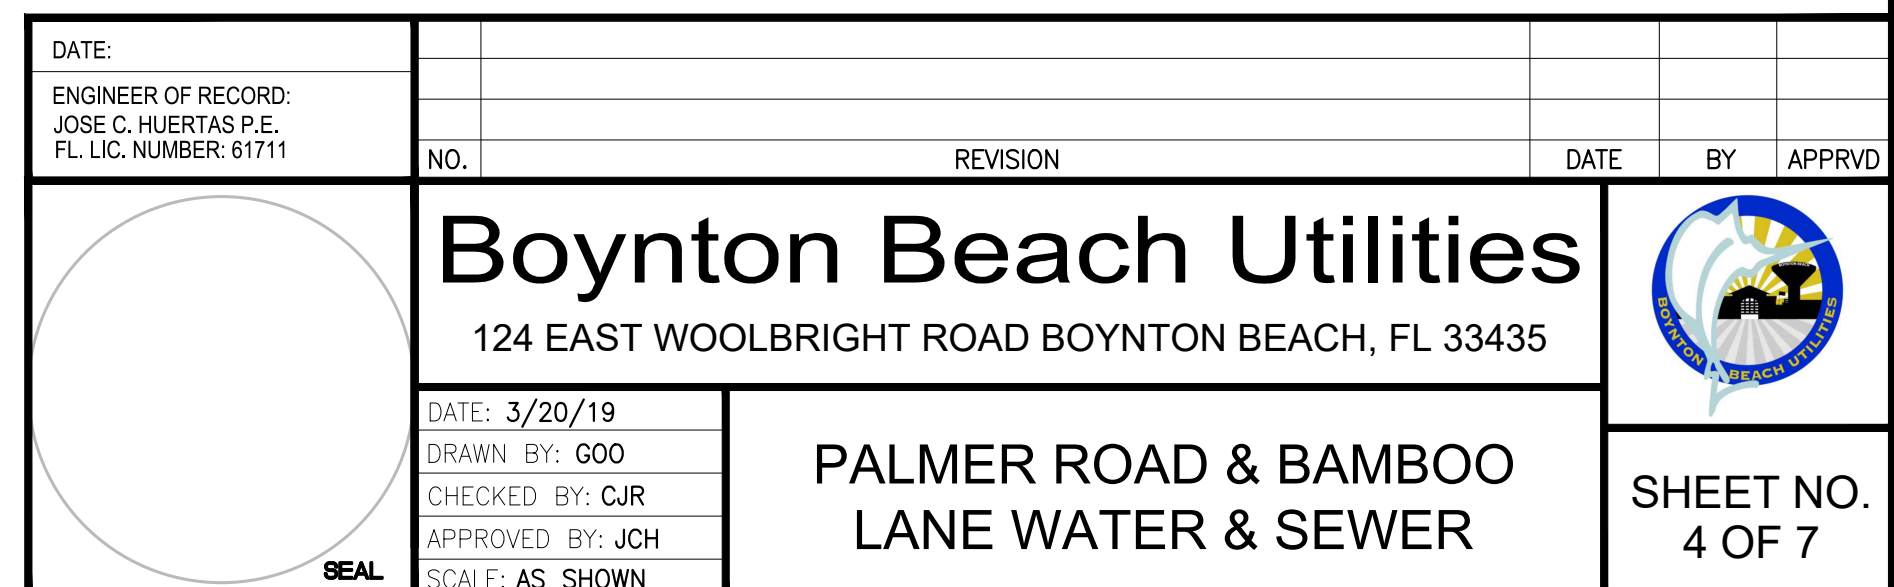 DATE:
ENGINEER OF RECORD:
JOSE C. HUERTAS P.E.
FL. LIC. NUMBER: 61711
NO. REVISION DATE BY APPRVD
Boynton Beach Utilities
124 EAST WOOLBRIGHT ROAD BOYNTON BEACH, FL 33435
BOYNTON BEACH
BOYNTON BEACH UTILITIES
SEAL
DATE: 3/20/19
DRAWN BY: GOO
CHECKED BY: CJR
APPROVED BY: JCH
SCALE: AS SHOWN
PALMER ROAD & BAMBOO
LANE WATER & SEWER
SHEET NO.
4 OF 7